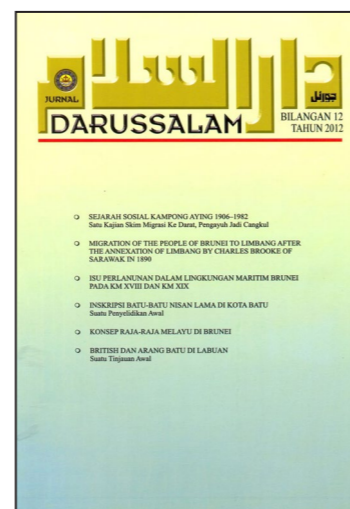 دارالسلام
JURNAL
جورنل
DARUSSALAM
BILANGAN 12
TAHUN 2012
SEJARAH SOSIAL KAMPONG AYING 1906–1982
Satu Kajian Skim Migrasi Ke Darat, Pengayuh Jadi Cangkul
MIGRATION OF THE PEOPLE OF BRUNEI TO LIMBANG AFTER
THE ANNEXATION OF LIMBANG BY CHARLES BROOKE OF
SARAWAK IN 1890
ISU PERLANUNAN DALAM LINGKUNGAN MARITIM BRUNEI
PADA KM XVIII DAN KM XIX
INSKRIPSI BATU-BATU NISAN LAMA DI KOTA BATU
Suatu Penyelidikan Awal
KONSEP RAJA-RAJA MELAYU DI BRUNEI
BRITISH DAN ARANG BATU DI LABUAN
Suatu Tinjauan Awal